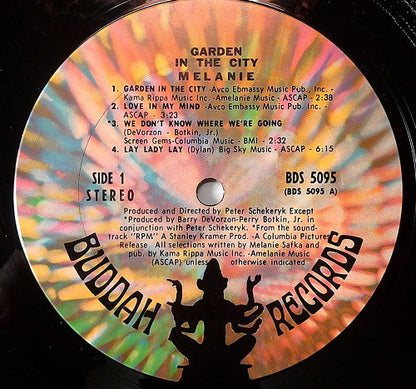 GARDEN
IN THE CITY
MELANIE
1. GARDEN IN THE CITY -Avco Ebmassy Music Pub., Inc. -
Kama Rippa Music Inc. -Amelanie Music - ASCAP - 2:38
2. LOVE IN MY MIND -Avco Embassy Music Pub. Inc. -
ASCAP - 3:23
*3. WE DON'T KNOW WHERE WE'RE GOING
(DeVorzon - Botkin, Jr.)
Screen Gems-Columbia Music - BMI - 2:32
4. LAY LADY LAY (Dylan) Big Sky Music - ASCAP - 6:15
SIDE 1
STEREO
BDS 5095
(BDS 5095 A)
Produced and Directed by Peter Schekeryk Except
*Produced by Barry DeVorzon-Perry Botkin, Jr. in
conjunction with Peter Schekeryk. *From the sound-
track "RPM" A Stanley Kramer Prod. -A Columbia Pictures
Release All selections written by Melanie Safka and
pub. by Kama Rippa Music Inc. -Amelanie Music
(ASCAP) unless otherwise indicated
BUDDAH RECORDS